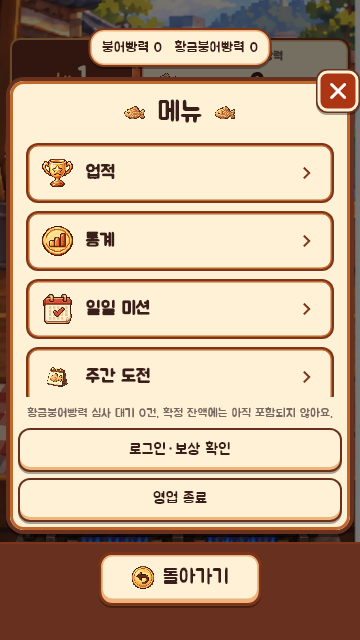 붕어빵력 0 황금붕어빵력 0
력
1
메뉴
업적
통계
일일 미션
주간 도전
황금붕어빵력 심사 대기 0건, 확정 잔액에는 아직 포함되지 않아요.
로그인·보상 확인
영업 종료
돌아가기